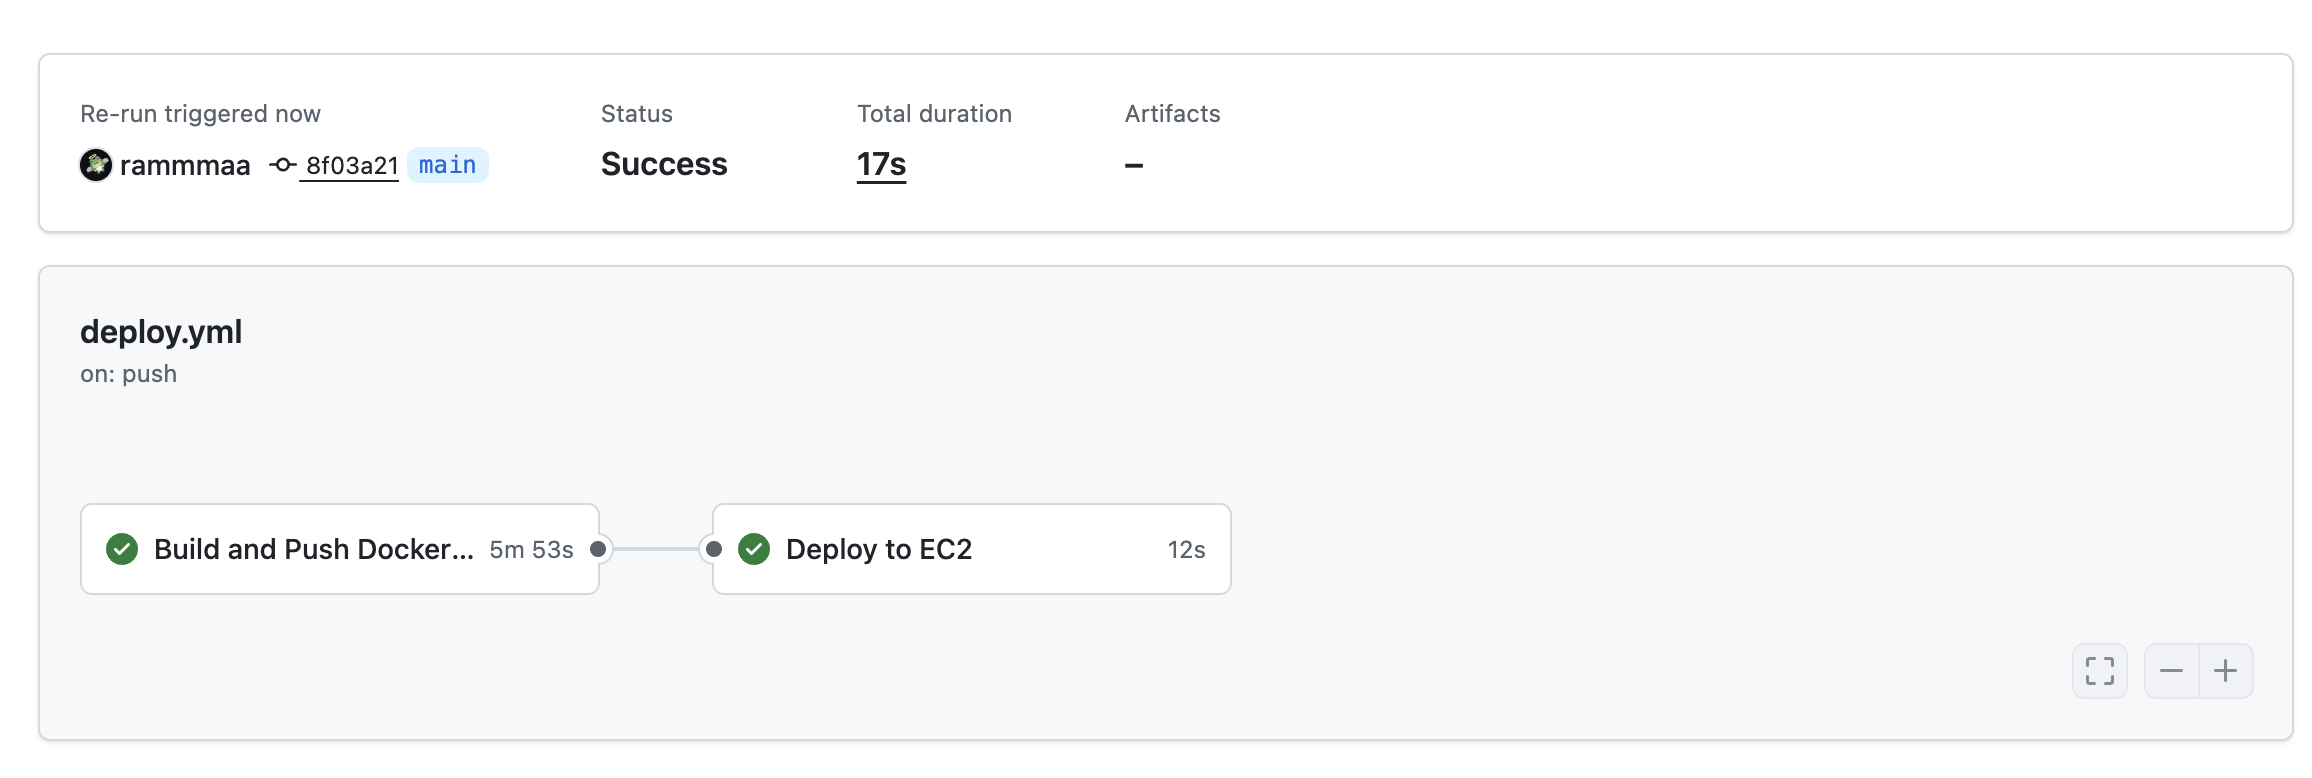 Re-run triggered now
rammmaa 8f03a21 main
Status
Success
Total duration
17s
Artifacts
–
deploy.yml
on: push
Build and Push Docker... 5m 53s
Deploy to EC2 12s